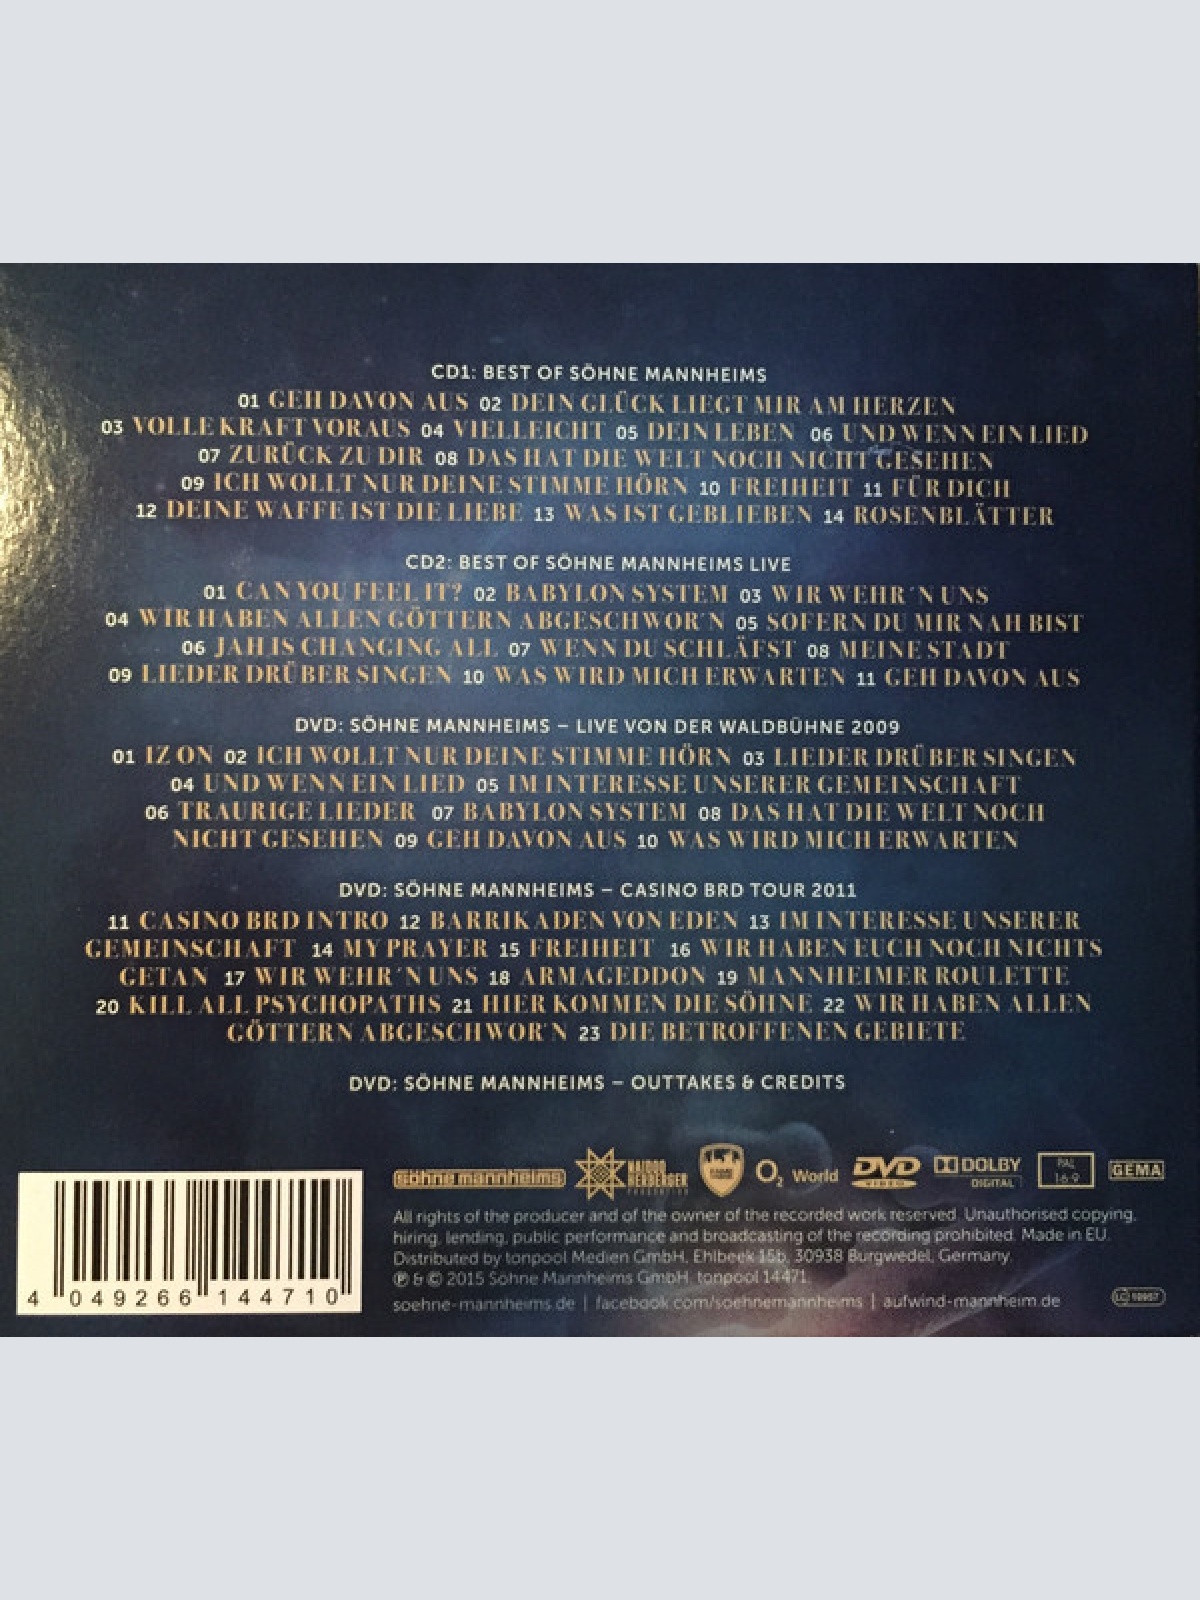 CD1: BEST OF SÖHNE MANNHEIMS
01 GEH DAVON AUS 02 DEIN GLÜCK LIEGT MIR AM HERZEN
03 VOLLE KRAFT VORAUS 04 VIELLEICHT 05 DEIN LEBEN 06 UND WENN EIN LIED
07 ZURÜCK ZU DIR 08 DAS HAT DIE WELT NOCH NICHT GESEHEN
09 ICH WOLLT NUR DEINE STIMME HÖRN 10 FREIHEIT 11 FÜR DICH
12 DEINE WAFFE IST DIE LIEBE 13 WAS IST GEBLIEBEN 14 ROSENBLÄTTER
CD2: BEST OF SÖHNE MANNHEIMS LIVE
01 CAN YOU FEEL IT? 02 BABYLON SYSTEM 03 WIR WEHR´N UNS
04 WIR HABEN ALLEN GÖTTERN ABGESCHWOR´N 05 SOFERN DU MIR NAH BIST
06 JAH IS CHANGING ALL 07 WENN DU SCHLÄFST 08 MEINE STADT
09 LIEDER DRÜBER SINGEN 10 WAS WIRD MICH ERWARTEN 11 GEH DAVON AUS
DVD: SÖHNE MANNHEIMS – LIVE VON DER WALDBÜHNE 2009
01 IZ ON 02 ICH WOLLT NUR DEINE STIMME HÖRN 03 LIEDER DRÜBER SINGEN
04 UND WENN EIN LIED 05 IM INTERESSE UNSERER GEMEINSCHAFT
06 TRAURIGE LIEDER 07 BABYLON SYSTEM 08 DAS HAT DIE WELT NOCH
NICHT GESEHEN 09 GEH DAVON AUS 10 WAS WIRD MICH ERWARTEN
DVD: SÖHNE MANNHEIMS – CASINO BRD TOUR 2011
11 CASINO BRD INTRO 12 BARRIKADEN VON EDEN 13 IM INTERESSE UNSERER
GEMEINSCHAFT 14 MY PRAYER 15 FREIHEIT 16 WIR HABEN EUCH NOCH NICHTS
GETAN 17 WIR WEHR´N UNS 18 ARMAGEDDON 19 MANNHEIMER ROULETTE
20 KILL ALL PSYCHOPATHS 21 HIER KOMMEN DIE SÖHNE 22 WIR HABEN ALLEN
GÖTTERN ABGESCHWOR´N 23 DIE BETROFFENEN GEBIETE
DVD: SÖHNE MANNHEIMS – OUTTAKES & CREDITS
söhne mannheims NAIDOO HERBERGER O2 World DVD VIDEO DOLBY DIGITAL PAL 16:9 GEMA
All rights of the producer and of the owner of the recorded work reserved. Unauthorised copying,
hiring, lending, public performance and broadcasting of the recording prohibited. Made in EU.
Distributed by tonpool Medien GmbH, Ehlbeek 15b, 30938 Burgwedel, Germany.
℗ & © 2015 Söhne Mannheims GmbH. tonpool 14471.
soehne-mannheims.de | facebook.com/soehnemannheims | aufwind-mannheim.de
4 049266 144710